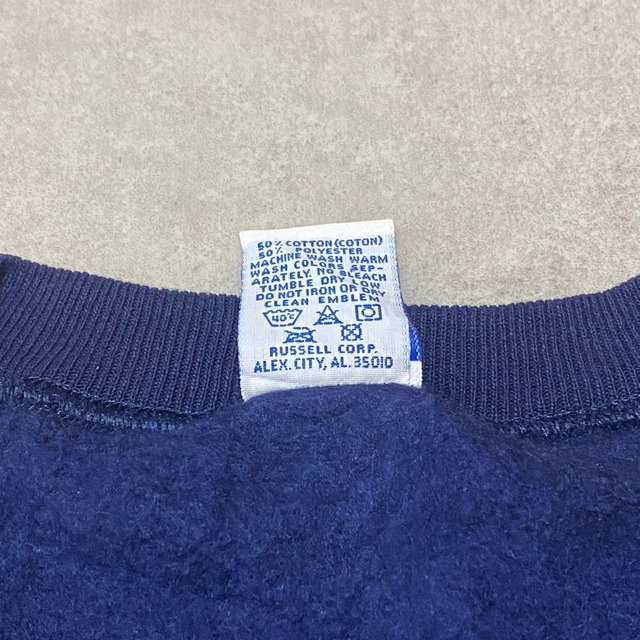 50% COTTON (COTON)
50% POLYESTER
MACHINE WASH WARM
WASH COLORS SEP-
ARATELY. NO BLEACH
TUMBLE DRY LOW
DO NOT IRON OR DRY
CLEAN EMBLEM
40°
RUSSELL CORP.
ALEX. CITY, AL. 35010